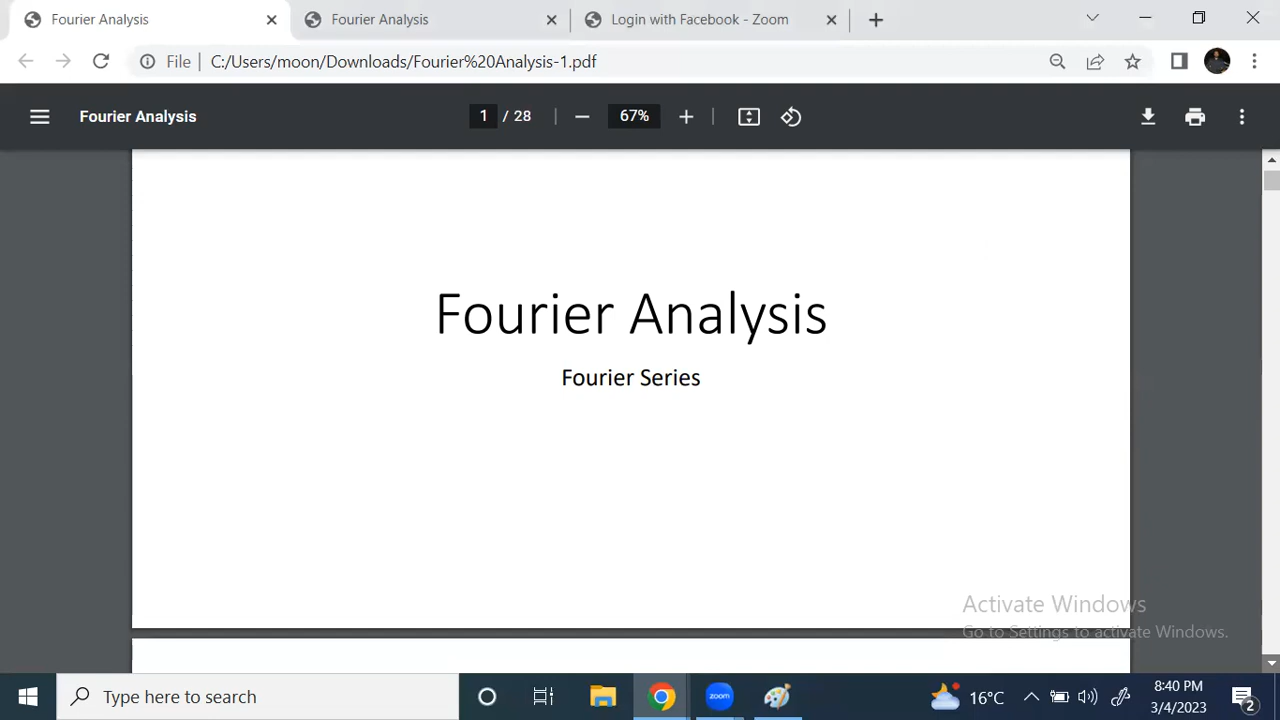 Fourier Analysis
Fourier Analysis
Login with Facebook - Zoom
File
C:/Users/moon/Downloads/Fourier%20Analysis-1.pdf
Fourier Analysis
1 / 28
67%
Fourier Analysis
Fourier Series
Activate Windows
Go to Settings to activate Windows.
Type here to search
zoom
16°C
8:40 PM
3/4/2023
2